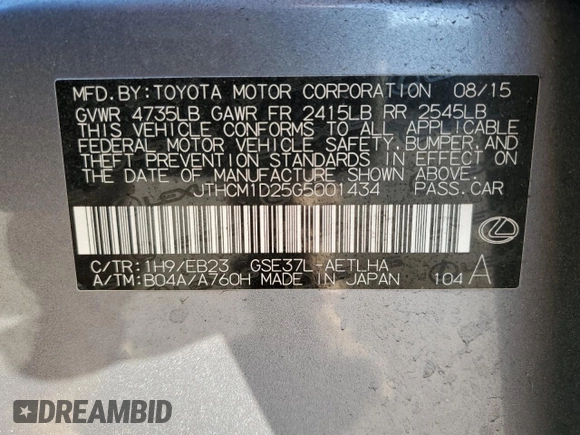 MFD.BY:TOYOTA MOTOR CORPORATION 08/15
GVWR 4735LB GAWR FR 2415LB RR 2545LB
THIS VEHICLE CONFORMS TO ALL APPLICABLE
FEDERAL MOTOR VEHICLE SAFETY,BUMPER,AND
THEFT PREVENTION STANDARDS IN EFFECT ON
THE DATE OF MANUFACTURE SHOWN ABOVE.
JTHCM1D25G5001434 PASS.CAR
C/TR:1H9/EB23 GSE37L-AETLHA
A/TM:B04A/A760H MADE IN JAPAN 104 A
DREAMBID